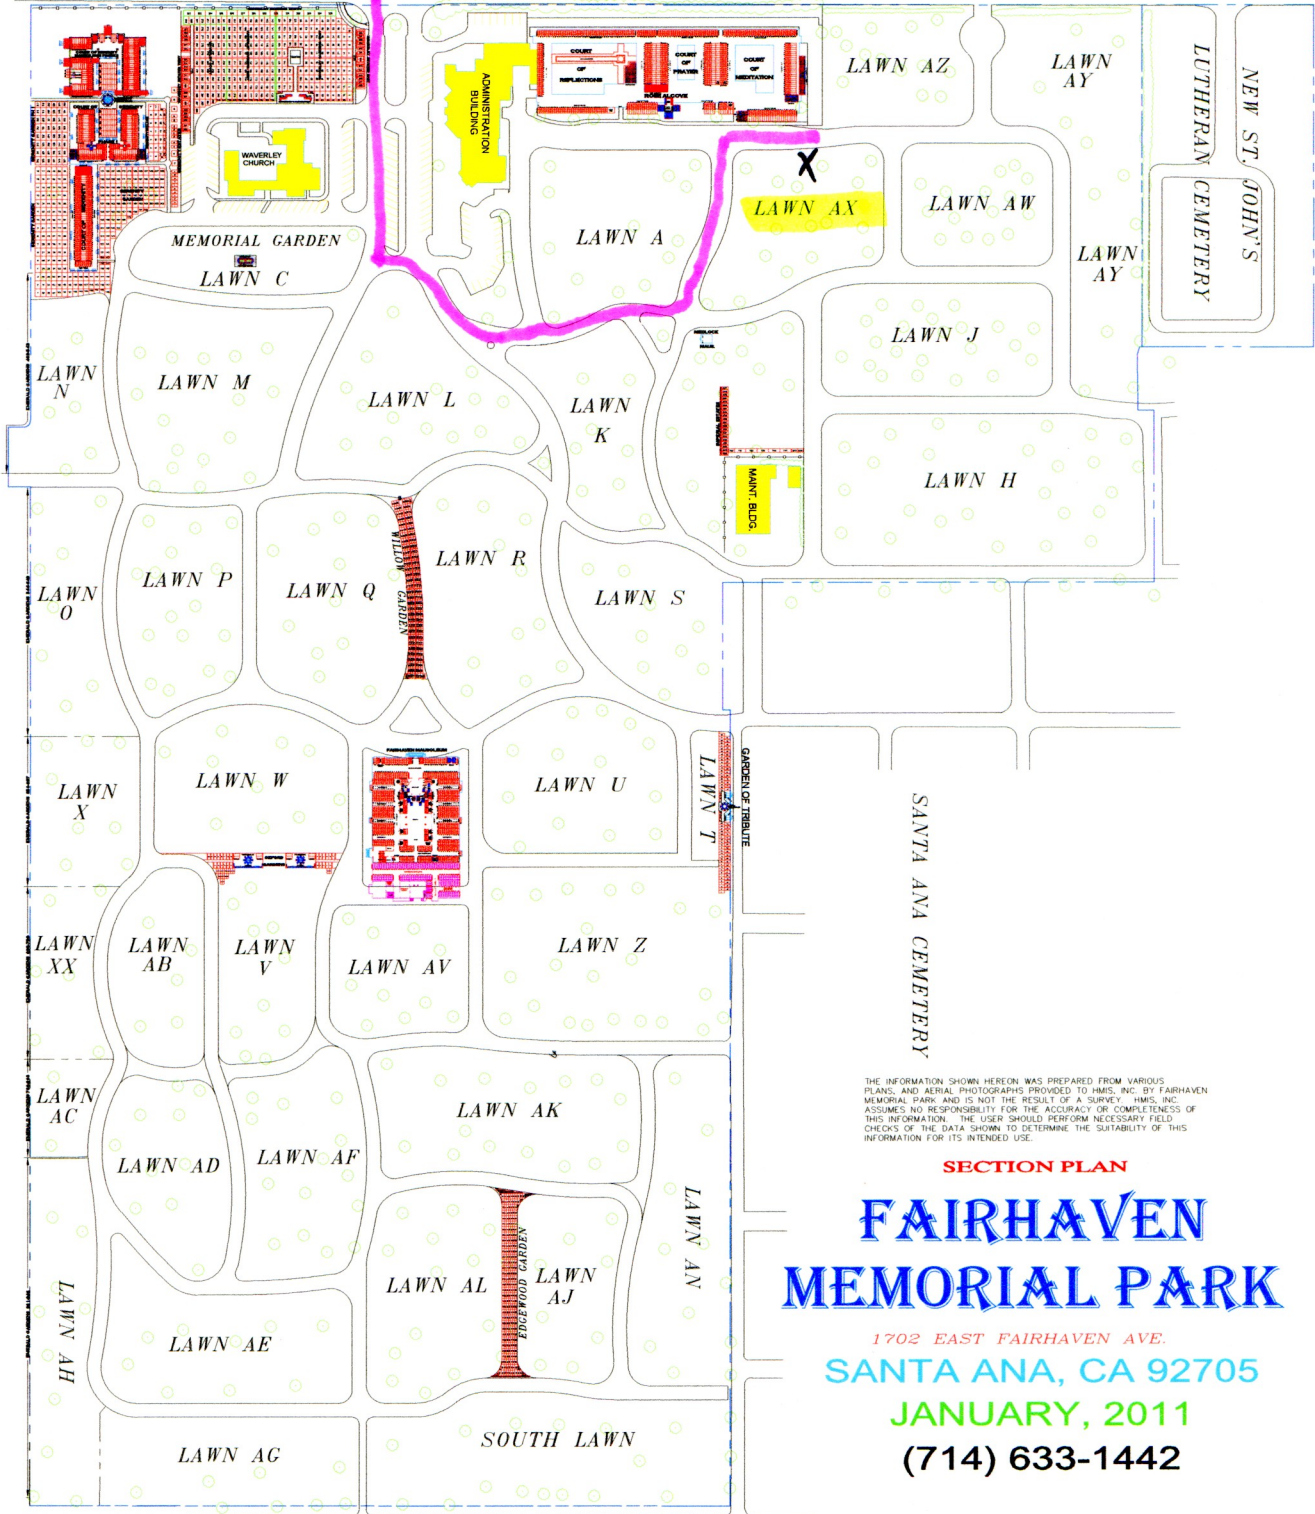 COURT
OF
REFLECTIONS
COURT
OF
PRAYER
COURT
OF
MEDITATION
ROSE ALCOVE
ADMINISTRATION
BUILDING
WAVERLEY
CHURCH
LAWN AZ
LAWN
AY
NEW ST. JOHN'S
LUTHERAN CEMETERY
X
LAWN A
LAWN AX
LAWN AW
LAWN
AY
MEMORIAL GARDEN
LAWN C
LAWN
N
LAWN M
LAWN L
LAWN
K
LAWN J
LAWN H
MAINT. BLDG.
LAWN
O
LAWN P
LAWN Q
WILLOW GARDEN
LAWN R
LAWN S
LAWN
X
LAWN W
FAIRHAVEN MAUSOLEUM
LAWN U
LAWN T
GARDEN OF TRIBUTE
SANTA ANA CEMETERY
LAWN
XX
LAWN
AB
LAWN
V
LAWN AV
LAWN Z
LAWN
AC
LAWN AD
LAWN AF
LAWN AK
LAWN AN
LAWN AH
LAWN AE
LAWN AL
EDGEWOOD GARDEN
LAWN
AJ
LAWN AG
SOUTH LAWN
THE INFORMATION SHOWN HEREON WAS PREPARED FROM VARIOUS
PLANS, AND AERIAL PHOTOGRAPHS PROVIDED TO HMIS, INC. BY FAIRHAVEN
MEMORIAL PARK AND IS NOT THE RESULT OF A SURVEY. HMIS, INC.
ASSUMES NO RESPONSIBILITY FOR THE ACCURACY OR COMPLETENESS OF
THIS INFORMATION. THE USER SHOULD PERFORM NECESSARY FIELD
CHECKS OF THE DATA SHOWN TO DETERMINE THE SUITABILITY OF THIS
INFORMATION FOR ITS INTENDED USE.
SECTION PLAN
FAIRHAVEN
MEMORIAL PARK
1702 EAST FAIRHAVEN AVE.
SANTA ANA, CA 92705
JANUARY, 2011
(714) 633-1442